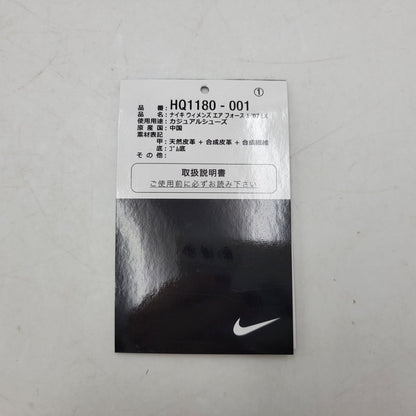 ①
品 番: HQ1180-001
品 名: ナイキ ウィメンズ エア フォース 1 '07 LX
使用用途: カジュアルシューズ
原 産 国: 中国
素材表記
甲: 天然皮革 + 合成皮革 + 合成繊維
底: ゴム底
そ の 他:
取扱説明書
ご使用前に必ずお読み下さい